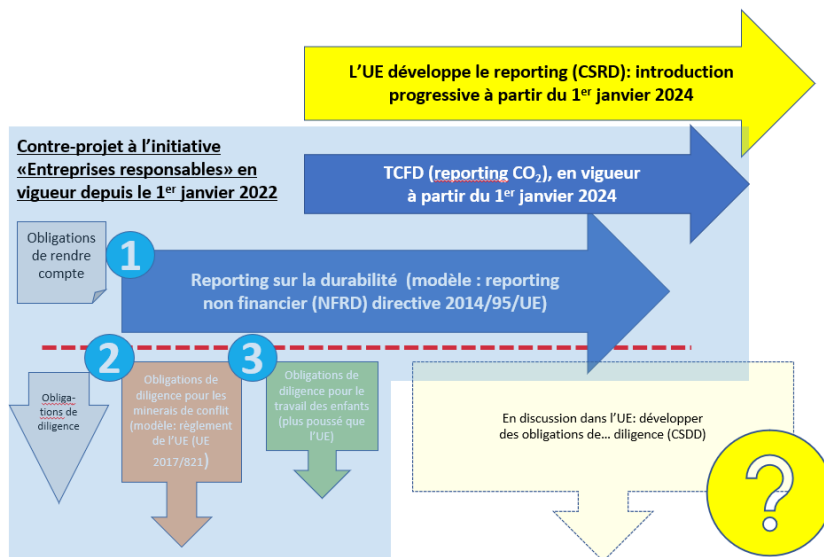 L'UE développe le reporting (CSRD): introduction
progressive à partir du 1er janvier 2024
Contre-projet à l'initiative
«Entreprises responsables» en
vigueur depuis le 1er janvier 2022
TCFD (reporting CO₂), en vigueur
à partir du 1er janvier 2024
Obligations
de rendre
compte
1
Reporting sur la durabilité (modèle : reporting
non financier (NFRD) directive 2014/95/UE)
2
3
Obliga-
tions de
diligence
Obligations de
diligence pour les
minerais de conflit
(modèle: règlement
de l'UE (UE
2017/821)
Obligations de
diligence pour le
travail des enfants
(plus poussé que
l'UE)
En discussion dans l'UE: développer
des obligations de... diligence (CSDD)
?